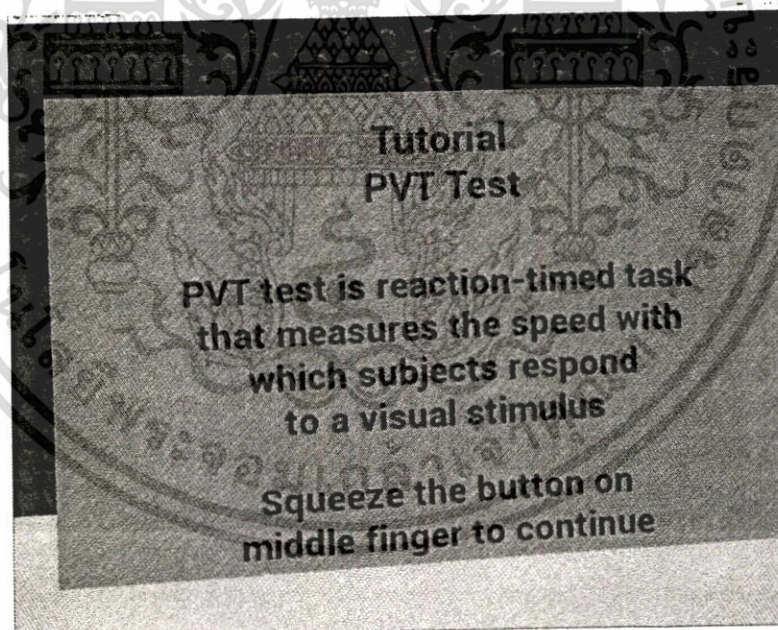 Tutorial
PVT Test
PVT test is reaction-timed task
that measures the speed with
which subjects respond
to a visual stimulus
Squeeze the button on
middle finger to continue